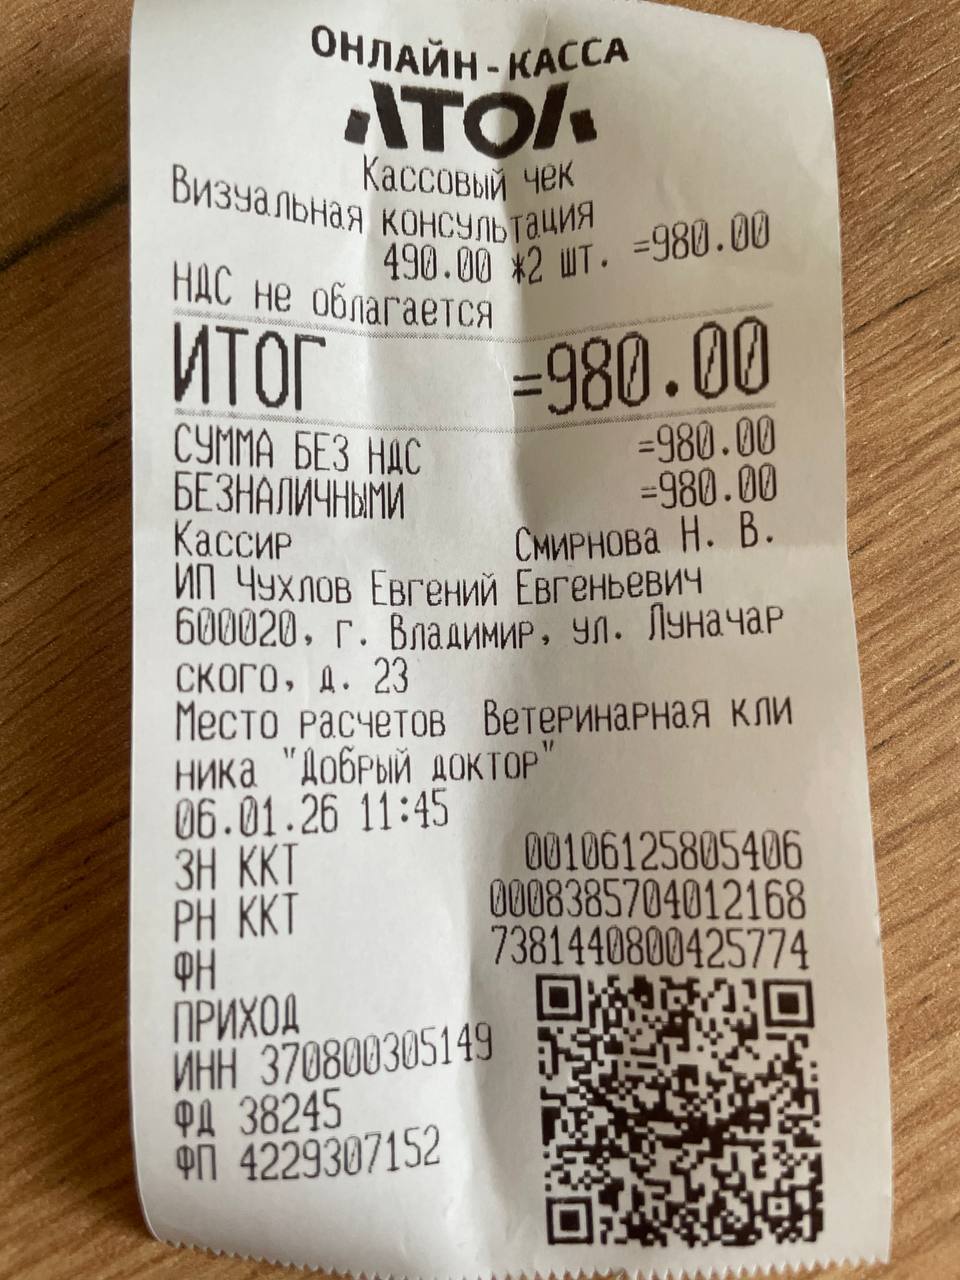 ОНЛАЙН-КАССА
АТОЛ
Кассовый чек
Визуальная консультация
490.00 *2 шт. =980.00
НДС не облагается
ИТОГ =980.00
СУММА БЕЗ НДС =980.00
БЕЗНАЛИЧНЫМИ =980.00
Кассир Смирнова Н. В.
ИП Чухлов Евгений Евгеньевич
600020, г. Владимир, ул. Луначар
ского, д. 23
Место расчетов Ветеринарная кли
ника "Добрый доктор"
06.01.26 11:45
ЗН ККТ 00106125805406
РН ККТ 0008385704012168
ФН 7381440800425774
ПРИХОД
ИНН 370800305149
ФД 38245
ФП 4229307152